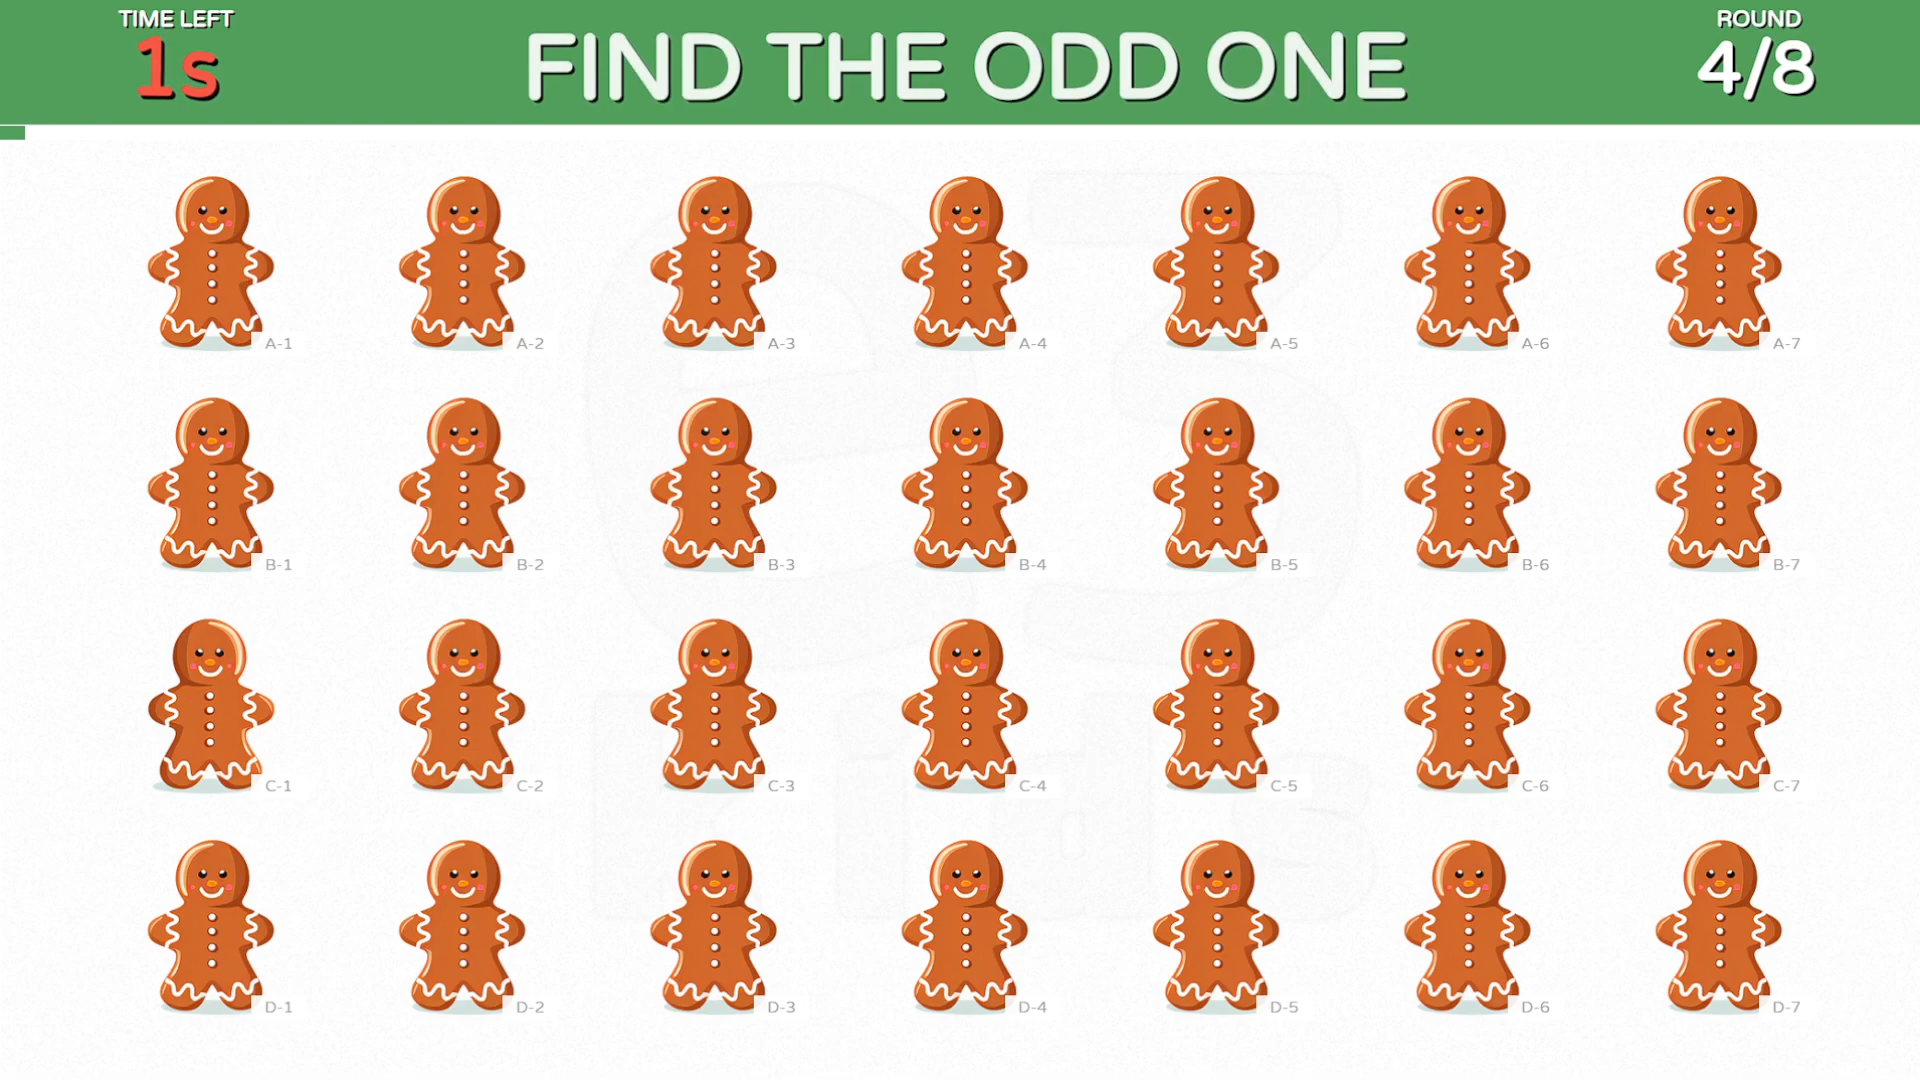 TIME LEFT
1s
FIND THE ODD ONE
ROUND
4/8
A-1 A-2 A-3 A-4 A-5 A-6 A-7
B-1 B-2 B-3 B-4 B-5 B-6 B-7
C-1 C-2 C-3 C-4 C-5 C-6 C-7
D-1 D-2 D-3 D-4 D-5 D-6 D-7
e3
kids